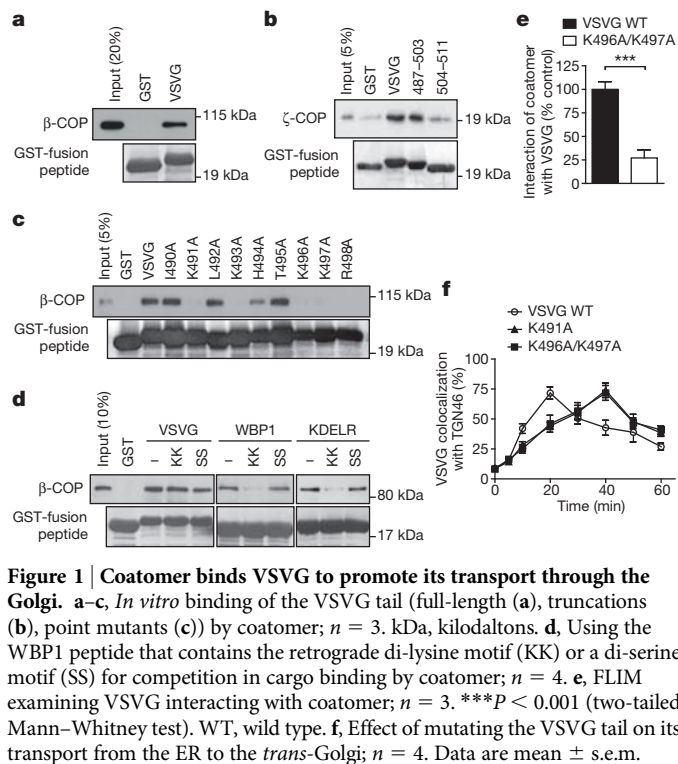 a
Input (20%)
GST
VSVG
β-COP
115 kDa
GST-fusion
peptide
19 kDa
b
Input (5%)
GST
VSVG
487–503
504–511
ζ-COP
19 kDa
GST-fusion
peptide
19 kDa
e
VSVG WT
K496A/K497A
***
Interaction of coatomer
with VSVG (% control)
125
100
75
50
25
0
c
Input (5%)
GST
VSVG
I490A
K491A
L492A
K493A
H494A
T495A
K496A
K497A
R498A
β-COP
115 kDa
GST-fusion
peptide
19 kDa
f
VSVG WT
K491A
K496A/K497A
VSVG colocalization
with TGN46 (%)
100
75
50
25
0
0 20 40 60
Time (min)
d
Input (10%)
GST
VSVG WBP1 KDELR
– KK SS – KK SS – KK SS
β-COP
80 kDa
GST-fusion
peptide
17 kDa
Figure 1 | Coatomer binds VSVG to promote its transport through the
Golgi. a–c, In vitro binding of the VSVG tail (full-length (a), truncations
(b), point mutants (c)) by coatomer; n = 3. kDa, kilodaltons. d, Using the
WBP1 peptide that contains the retrograde di-lysine motif (KK) or a di-serine
motif (SS) for competition in cargo binding by coatomer; n = 4. e, FLIM
examining VSVG interacting with coatomer; n = 3. ***P < 0.001 (two-tailed
Mann–Whitney test). WT, wild type. f, Effect of mutating the VSVG tail on its
transport from the ER to the trans-Golgi; n = 4. Data are mean ± s.e.m.